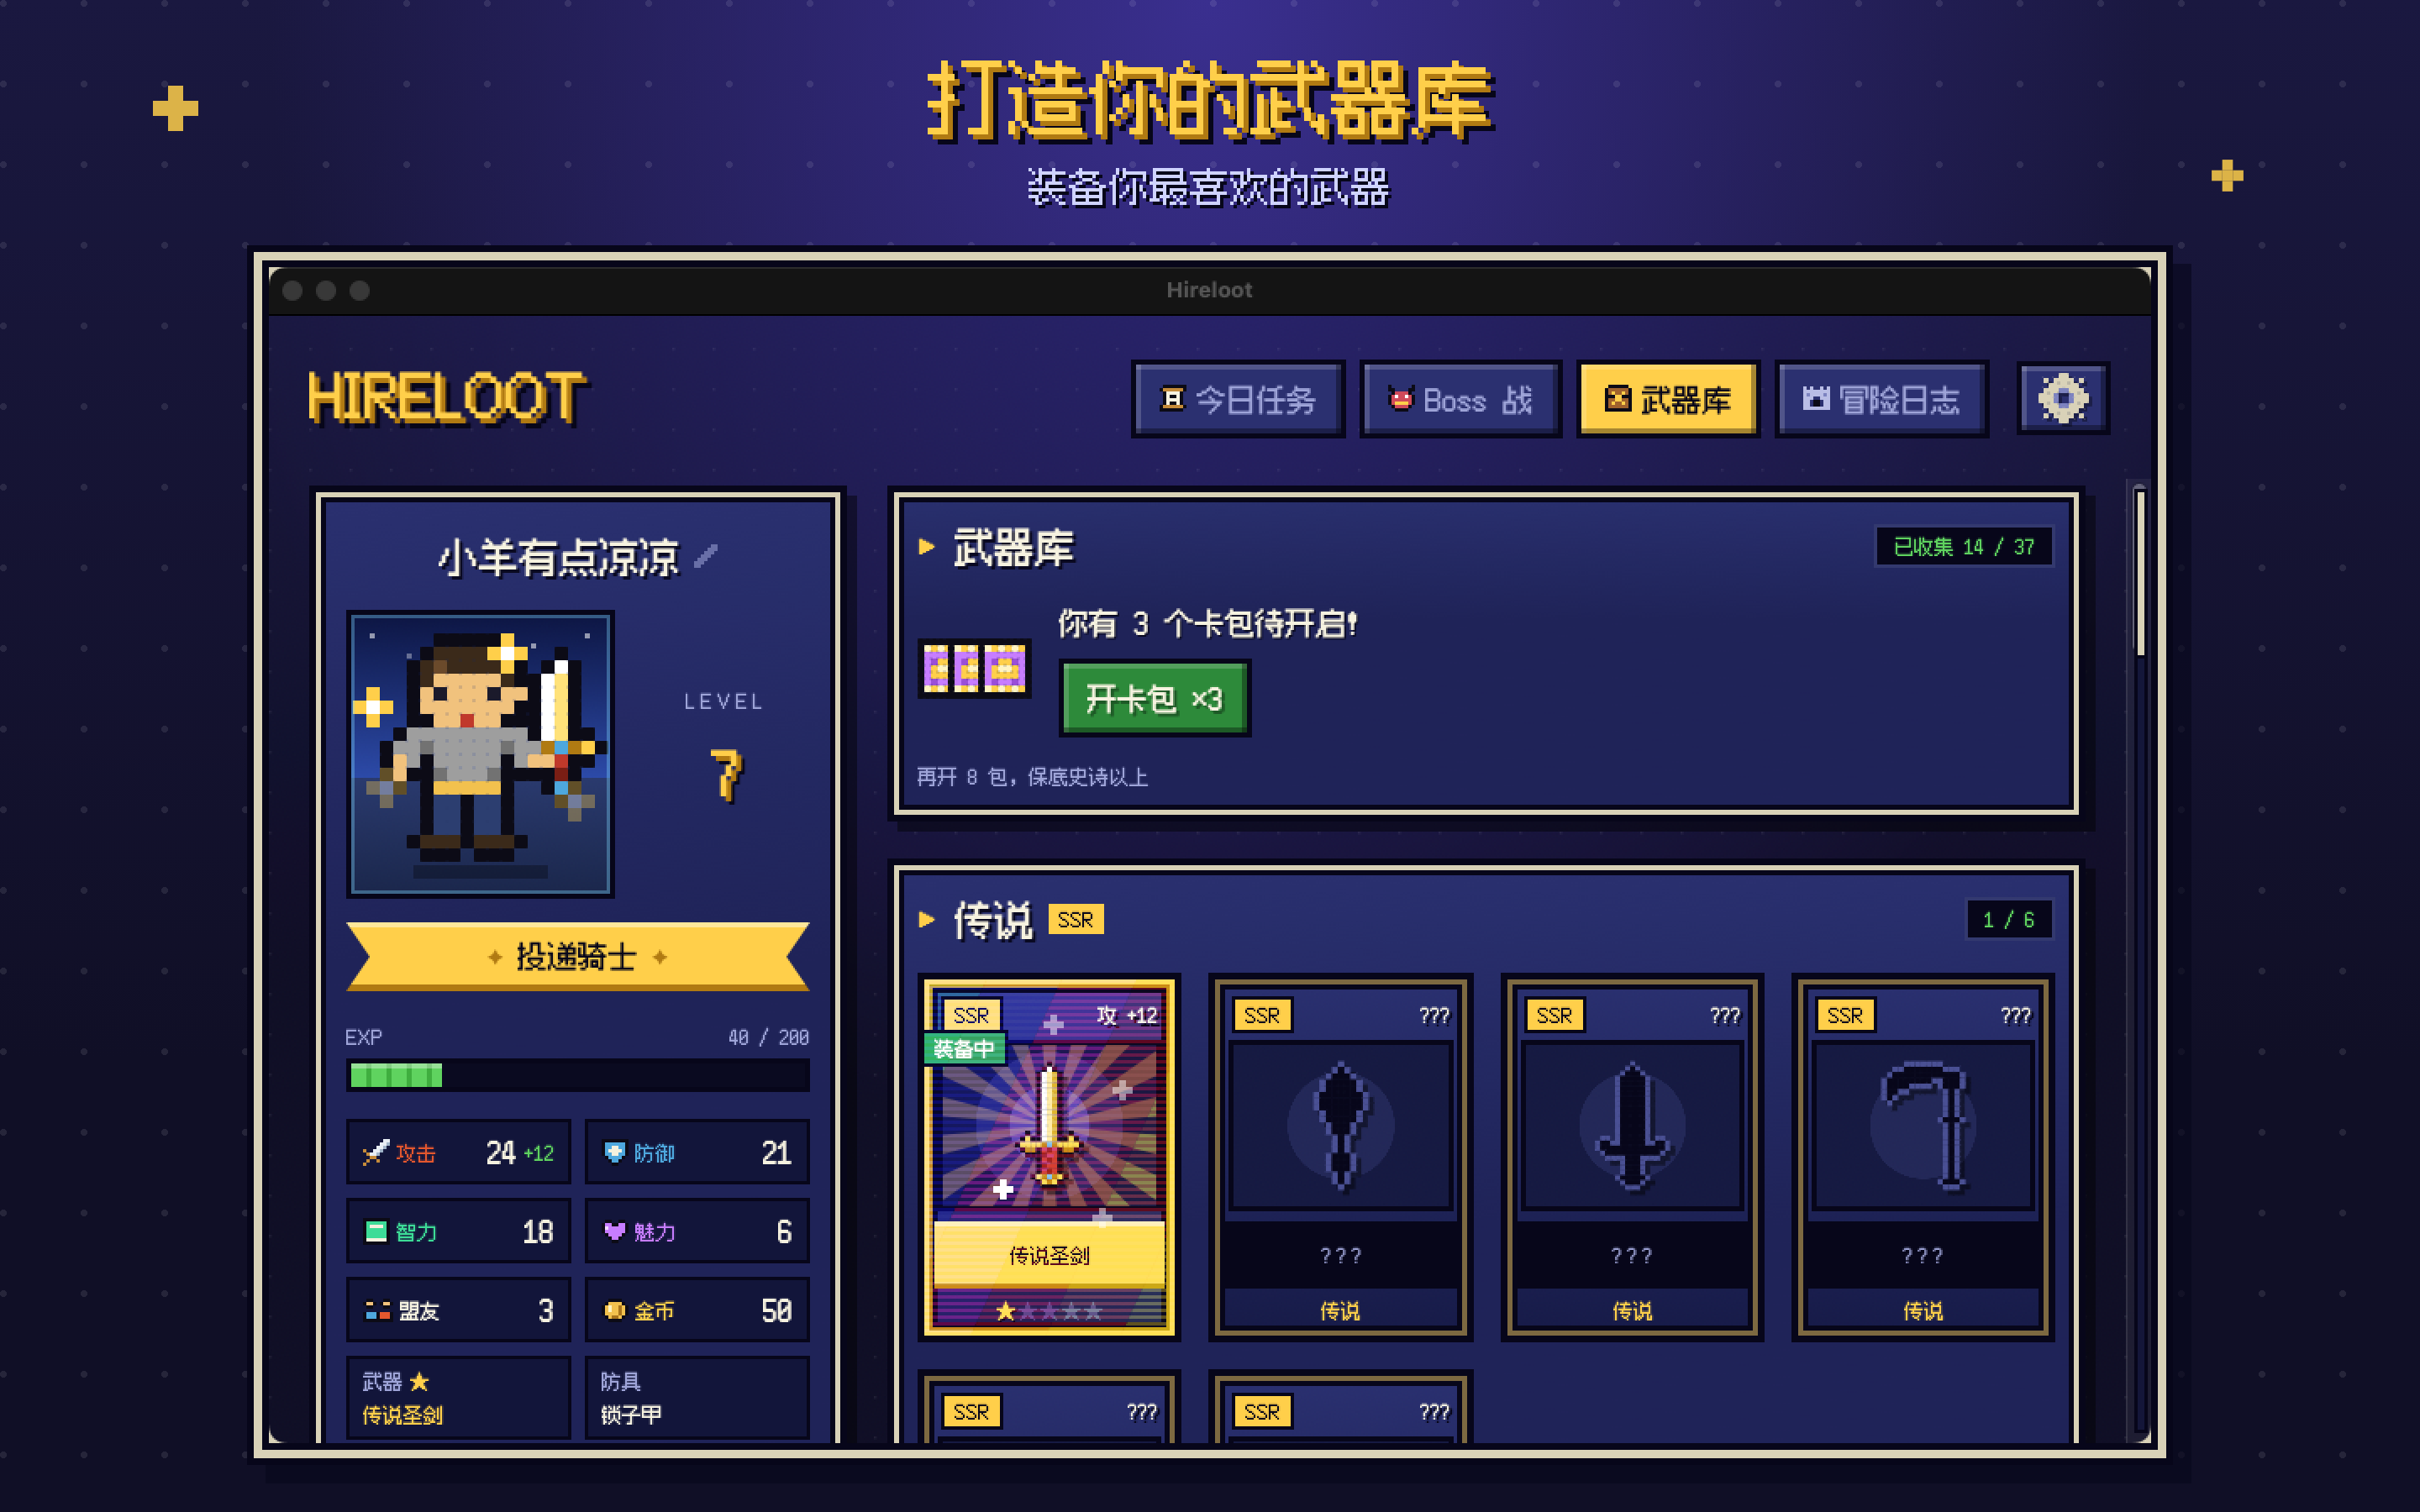 打造你的武器库
装备你最喜欢的武器
Hireloot
HIRELOOT
今日任务
Boss 战
武器库
冒险日志
小羊有点凉凉
LEVEL
7
投递骑士
EXP 40 / 200
攻击 24 +12
防御 21
智力 18
魅力 6
盟友 3
金币 50
武器 ★
传说圣剑
防具
锁子甲
武器库
已收集 14 / 37
你有 3 个卡包待开启!
开卡包 ×3
再开 8 包，保底史诗以上
传说 SSR
1 / 6
SSR 攻 +12
装备中
传说圣剑
★★★★★
SSR ???
???
传说
SSR ???
???
传说
SSR ???
???
传说
SSR ???
SSR ???